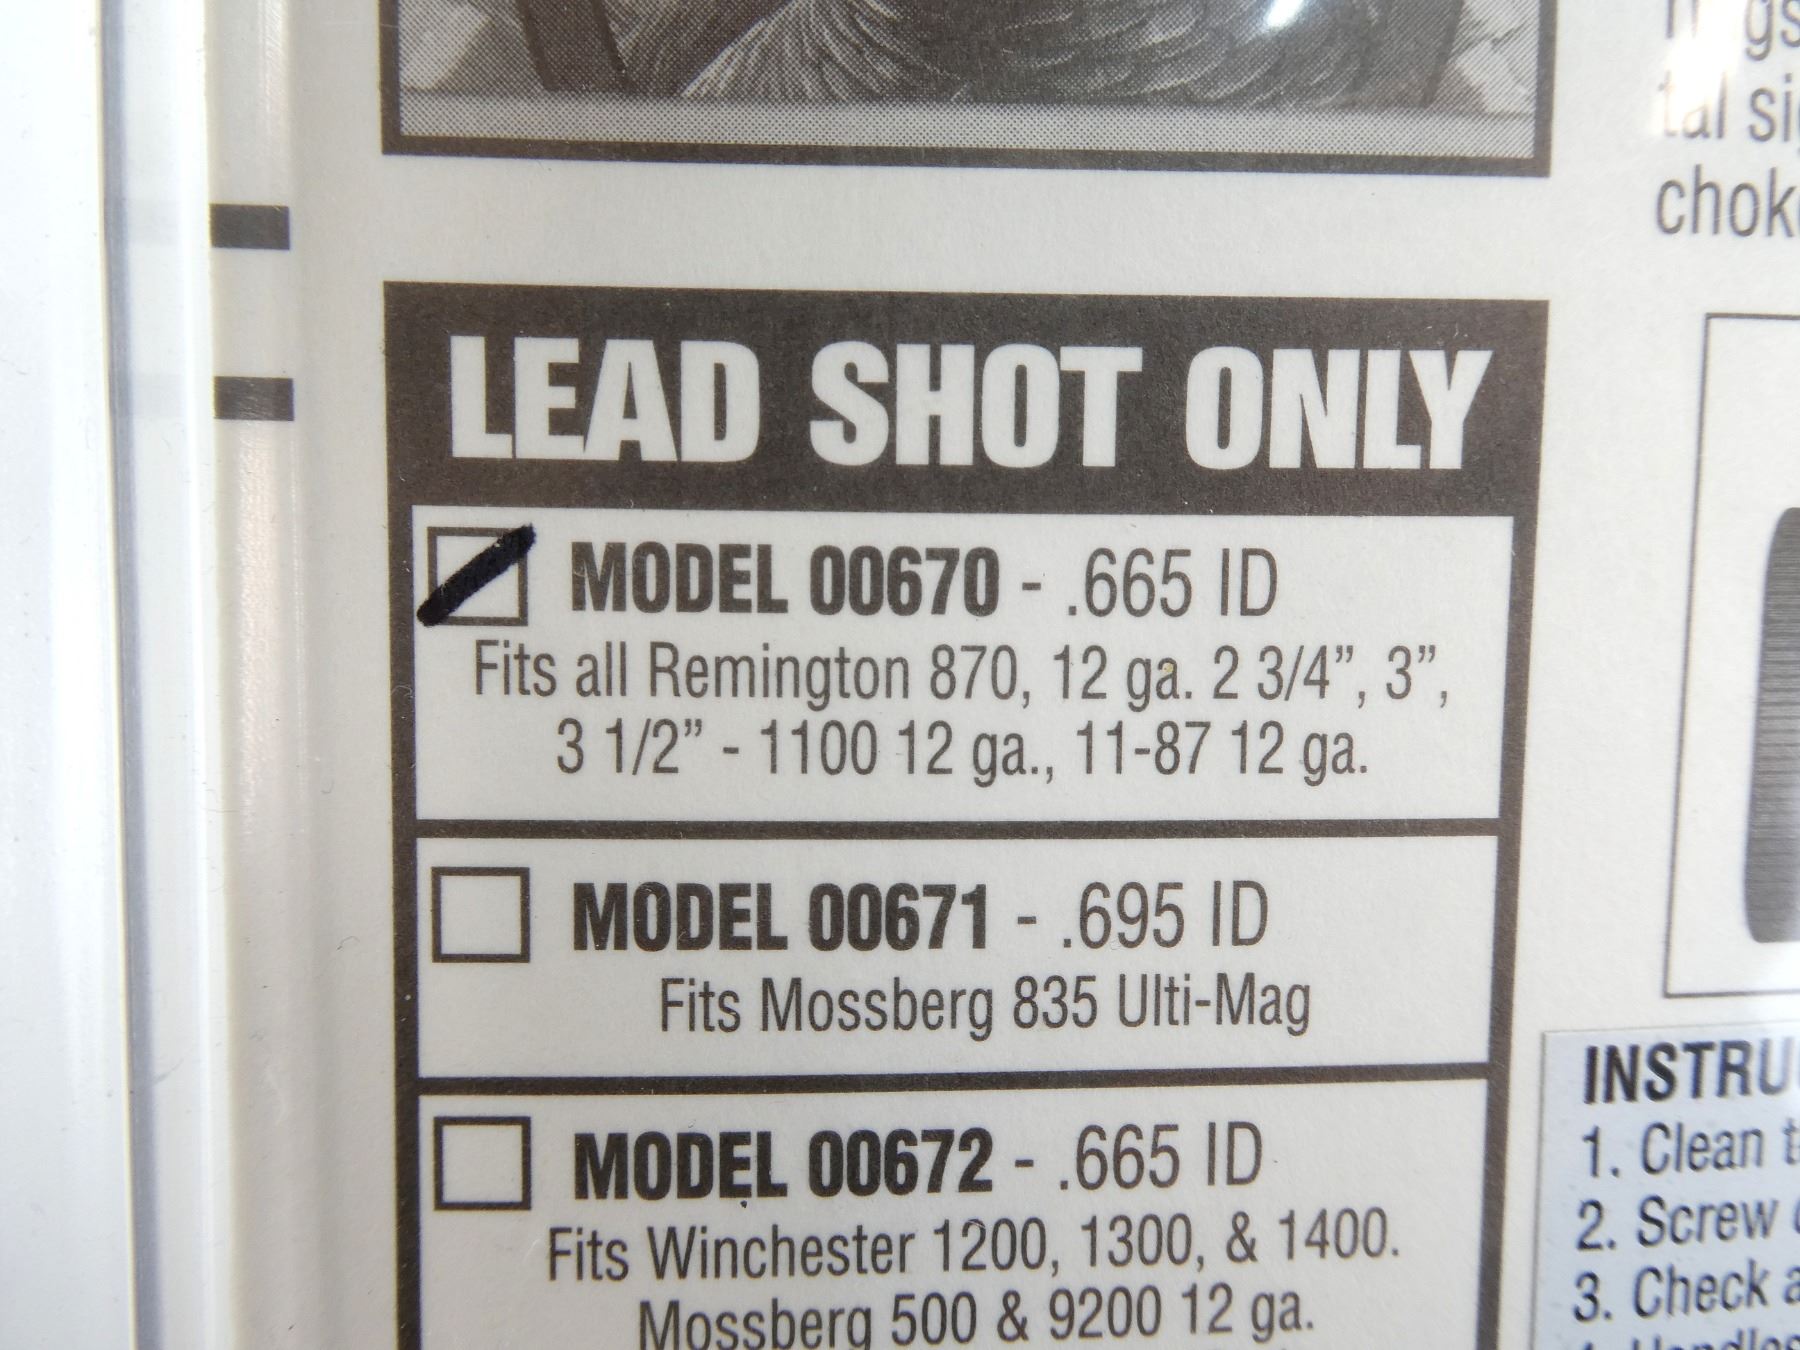 tal
chok
LEAD SHOT ONLY
MODEL 00670 - .665 ID
Fits all Remington 870, 12 ga. 2 3/4”, 3”,
3 1/2” - 1100 12 ga., 11-87 12 ga.
MODEL 00671 - .695 ID
Fits Mossberg 835 Ulti-Mag
MODEL 00672 - .665 ID
Fits Winchester 1200, 1300, & 1400.
Mossberg 500 & 9200 12 ga.
INSTRU
1. Clean
2. Screw
3. Check